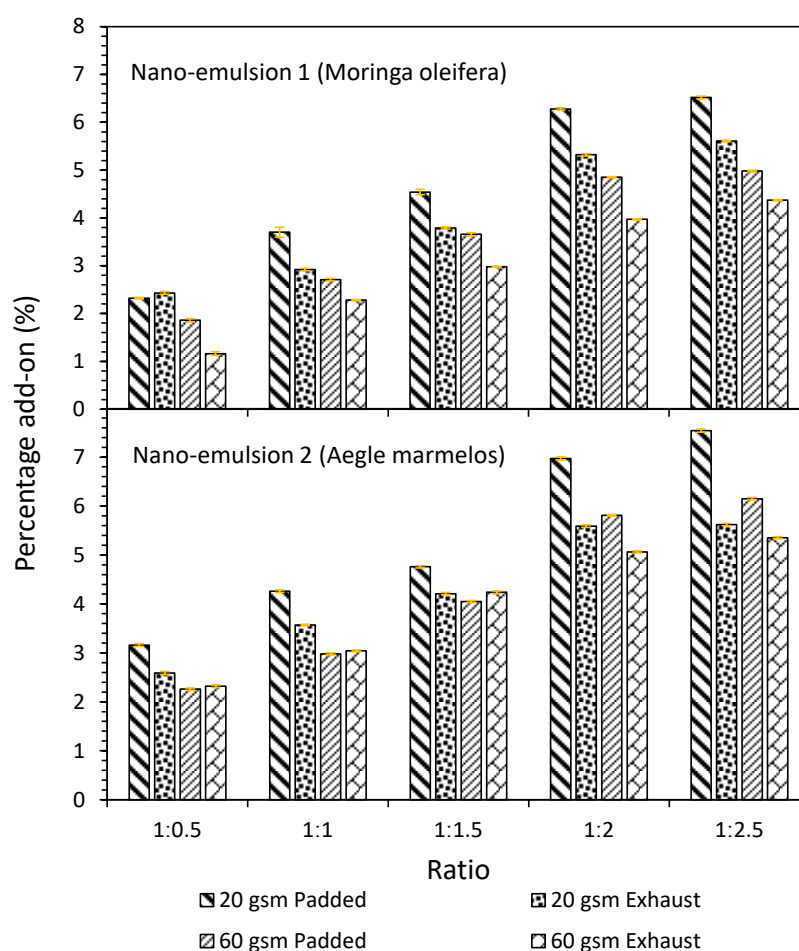 8
Nano-emulsion 1 (Moringa oleifera)
7
6
5
4
3
2
1
0
Nano-emulsion 2 (Aegle marmelos)
7
6
5
4
3
2
1
0
Percentage add-on (%)
1:0.5 1:1 1:1.5 1:2 1:2.5
Ratio
20 gsm Padded 20 gsm Exhaust
60 gsm Padded 60 gsm Exhaust